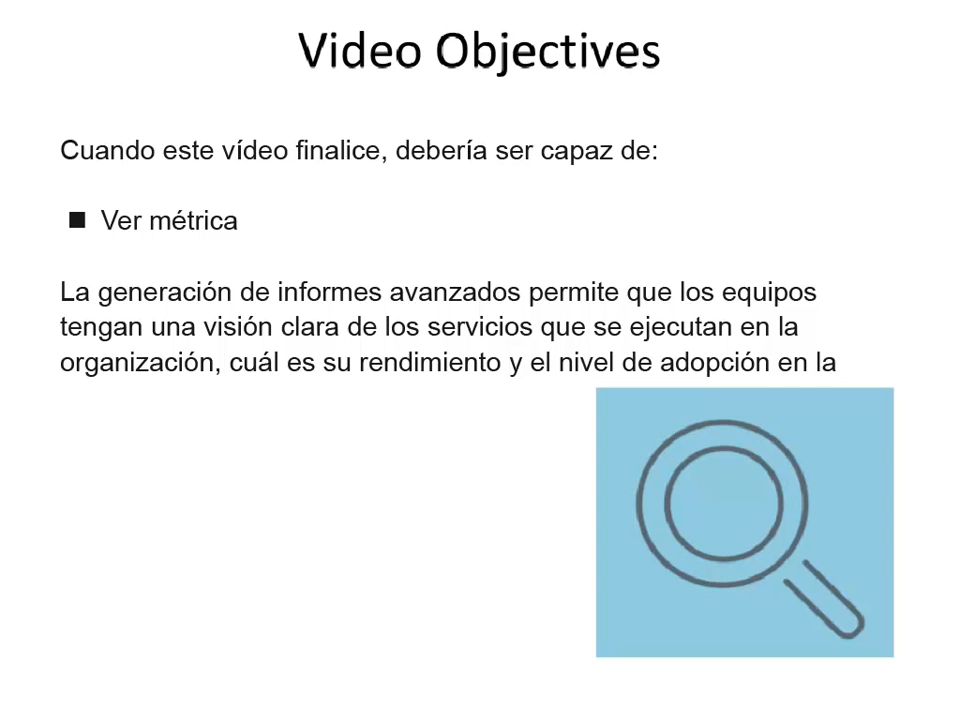 Video Objectives
Cuando este vídeo finalice, debería ser capaz de:
■ Ver métrica
La generación de informes avanzados permite que los equipos
tengan una visión clara de los servicios que se ejecutan en la
organización, cuál es su rendimiento y el nivel de adopción en la